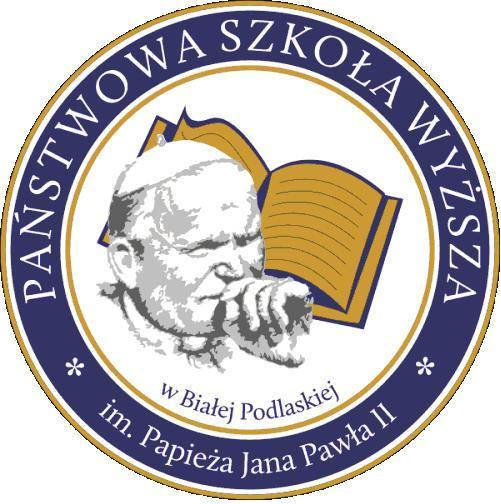 PAŃSTWOWA SZKOŁA WYŻSZA
w Białej Podlaskiej
* im. Papieża Jana Pawła II *